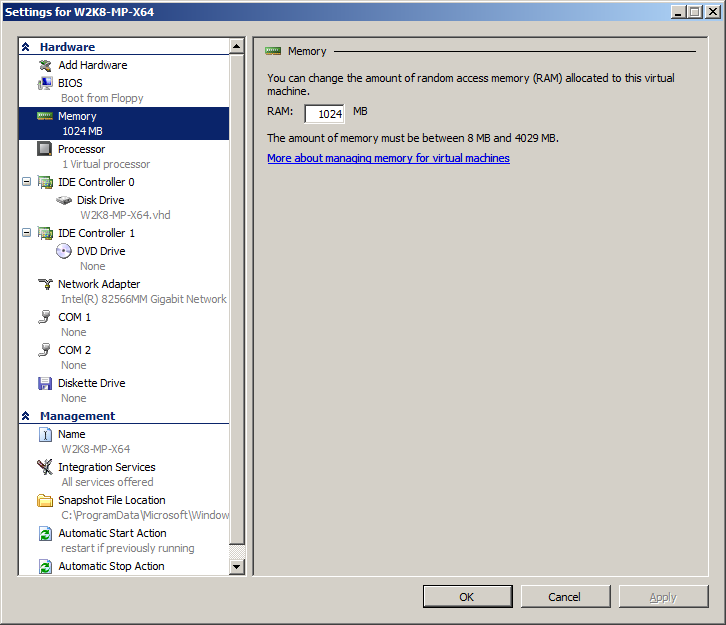 Settings for W2K8-MP-X64
Hardware
Add Hardware
BIOS
Boot from Floppy
Memory
1024 MB
Processor
1 Virtual processor
IDE Controller 0
Disk Drive
W2K8-MP-X64.vhd
IDE Controller 1
DVD Drive
None
Network Adapter
Intel(R) 82566MM Gigabit Network
COM 1
None
COM 2
None
Diskette Drive
None
Management
Name
W2K8-MP-X64
Integration Services
All services offered
Snapshot File Location
C:\ProgramData\Microsoft\Window
Automatic Start Action
restart if previously running
Automatic Stop Action
Memory
You can change the amount of random access memory (RAM) allocated to this virtual
machine.
RAM: 1024 MB
The amount of memory must be between 8 MB and 4029 MB.
More about managing memory for virtual machines
OK Cancel Apply